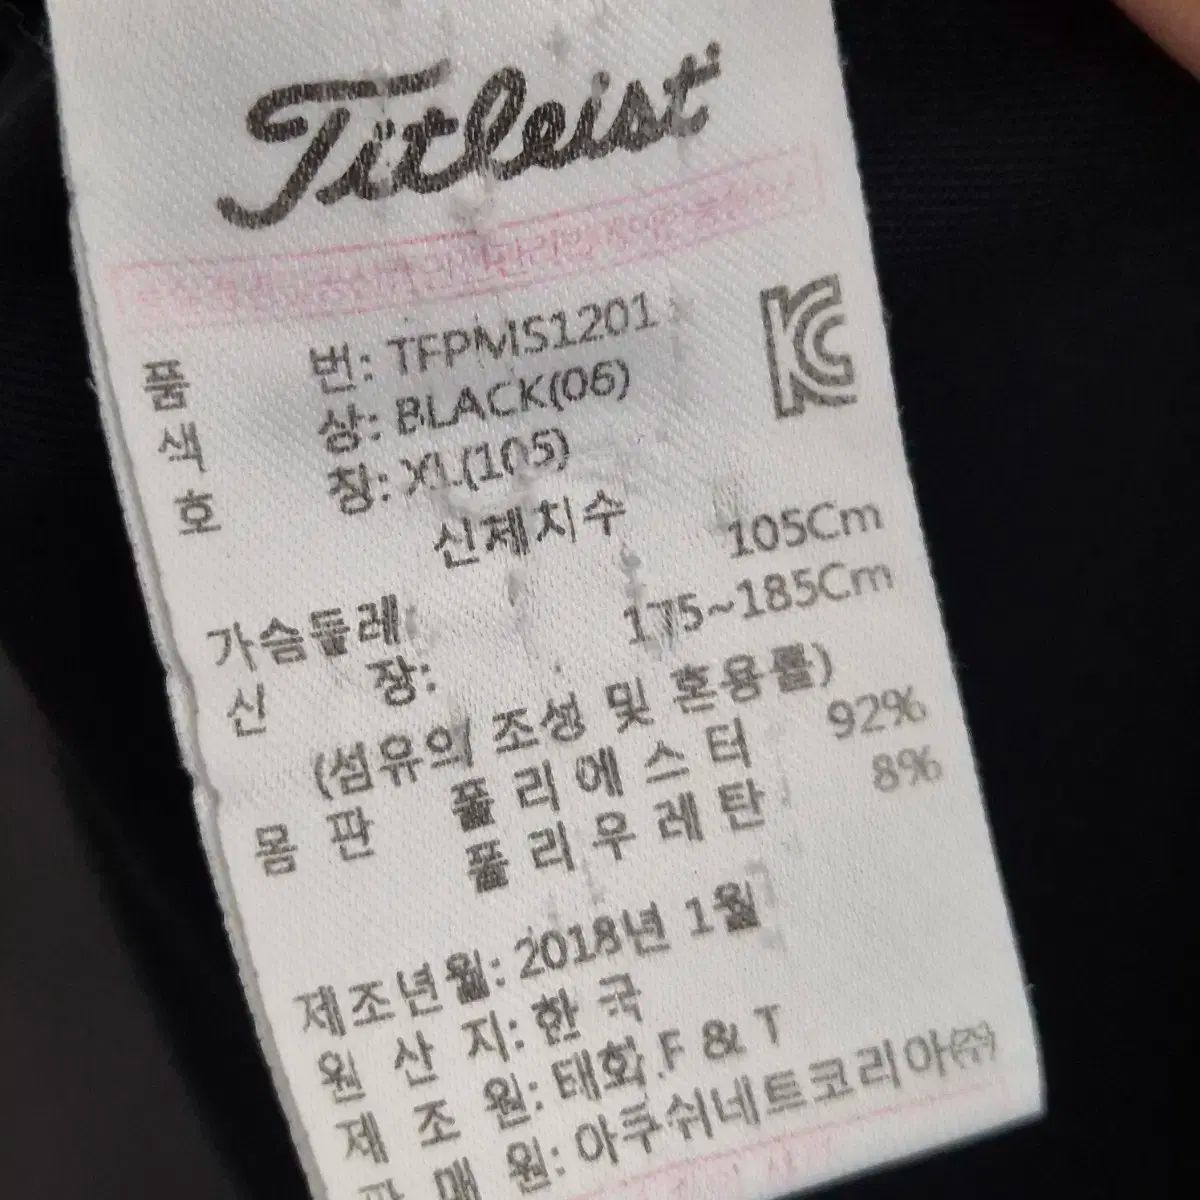 Titleist
품 번: TFPMS1201
KC
색 상: BLACK(06)
호 칭: XL(105)
신체치수
가슴둘레: 105Cm
신 장: 175~185Cm
(섬유의 조성 및 혼용률)
몸 판 폴리에스터 92%
폴리우레탄 8%
제조년월: 2018년 1월
원 산 지: 한 국
제 조 원: 태화.F & T
판 매 원: 아쿠쉬네트코리아㈜